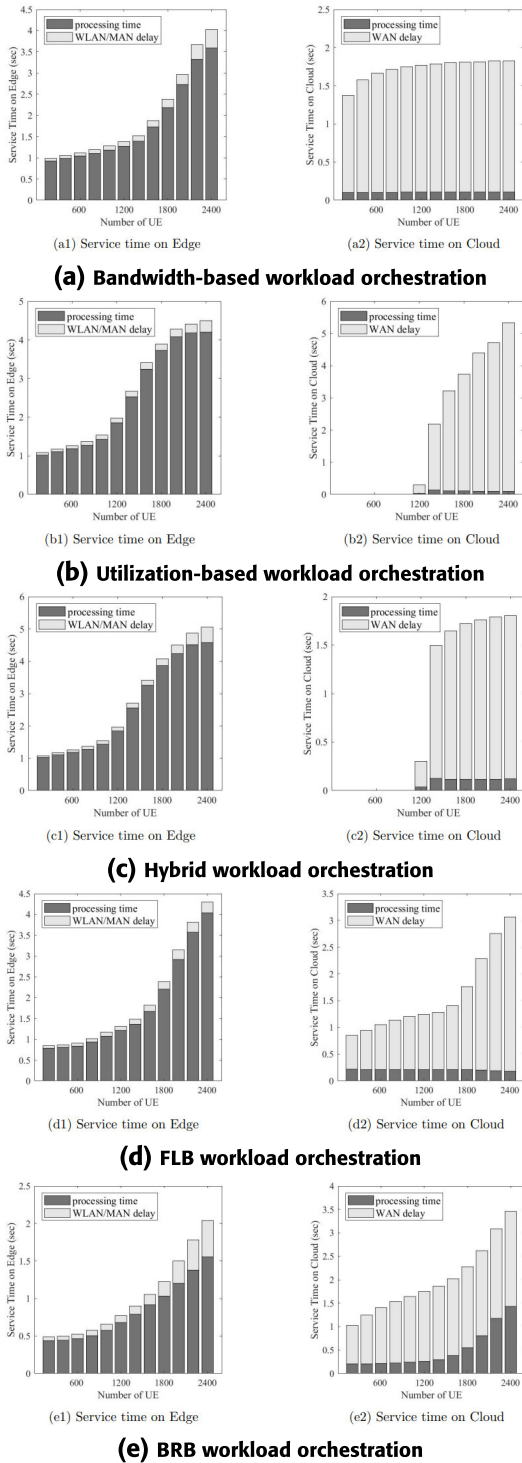 4.5
4
3.5
3
2.5
2
1.5
1
0.5
0
Service Time on Edge (sec)
processing time
WLAN/MAN delay
600 1200 1800 2400
Number of UE
(a1) Service time on Edge
2.5
2
1.5
1
0.5
0
Service Time on Cloud (sec)
processing time
WAN delay
600 1200 1800 2400
Number of UE
(a2) Service time on Cloud
(a) Bandwidth-based workload orchestration
5
4
3
2
1
0
Service Time on Edge (sec)
processing time
WLAN/MAN delay
600 1200 1800 2400
Number of UE
(b1) Service time on Edge
6
5
4
3
2
1
0
Service Time on Cloud (sec)
processing time
WAN delay
600 1200 1800 2400
Number of UE
(b2) Service time on Cloud
(b) Utilization-based workload orchestration
6
5
4
3
2
1
0
Service Time on Edge (sec)
processing time
WLAN/MAN delay
600 1200 1800 2400
Number of UE
(c1) Service time on Edge
2
1.5
1
0.5
0
Service Time on Cloud (sec)
processing time
WAN delay
600 1200 1800 2400
Number of UE
(c2) Service time on Cloud
(c) Hybrid workload orchestration
4.5
4
3.5
3
2.5
2
1.5
1
0.5
0
Service Time on Edge (sec)
processing time
WLAN/MAN delay
600 1200 1800 2400
Number of UE
(d1) Service time on Edge
3.5
3
2.5
2
1.5
1
0.5
0
Service Time on Cloud (sec)
processing time
WAN delay
600 1200 1800 2400
Number of UE
(d2) Service time on Cloud
(d) FLB workload orchestration
2.5
2
1.5
1
0.5
0
Service Time on Edge (sec)
processing time
WLAN/MAN delay
600 1200 1800 2400
Number of UE
(e1) Service time on Edge
4
3.5
3
2.5
2
1.5
1
0.5
0
Service Time on Cloud (sec)
processing time
WAN delay
600 1200 1800 2400
Number of UE
(e2) Service time on Cloud
(e) BRB workload orchestration